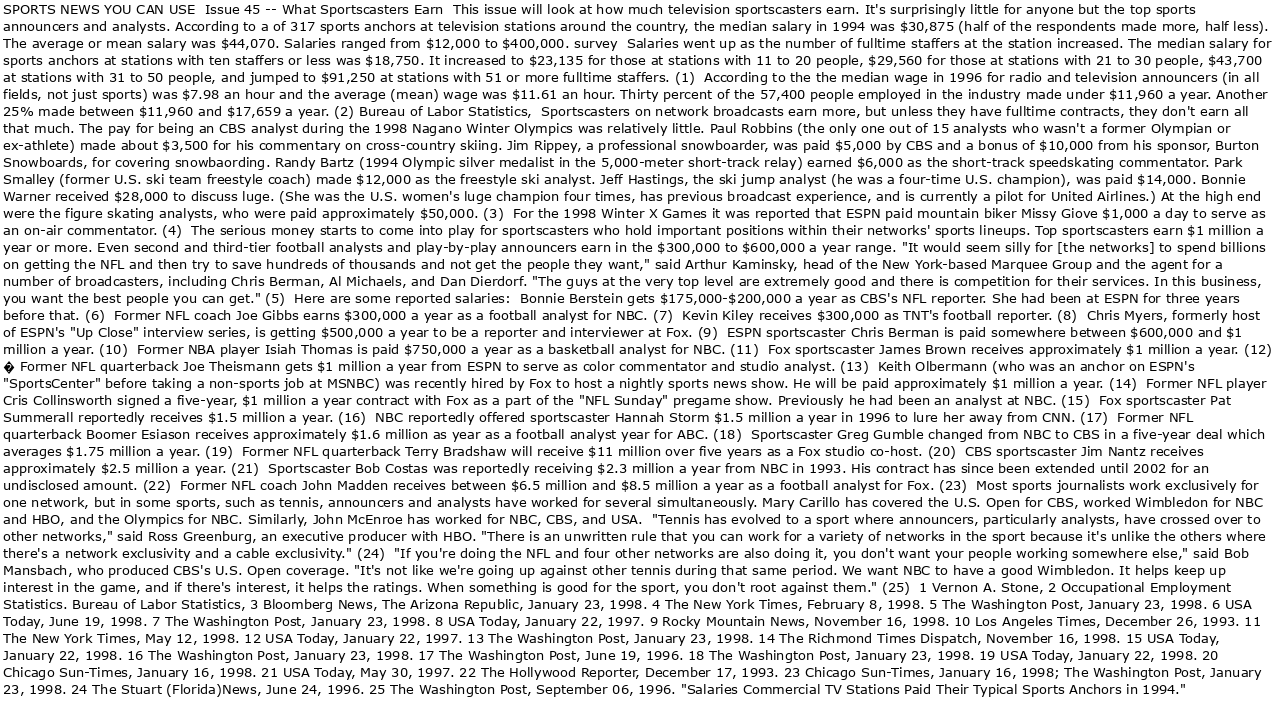 SPORTS NEWS YOU CAN USE  Issue 45 -- What Sportscasters Earn  This issue will look at how much television sportscasters earn. It's surprisingly little for anyone but the top sports
announcers and analysts. According to a of 317 sports anchors at television stations around the country, the median salary in 1994 was $30,875 (half of the respondents made more, half less).
The average or mean salary was $44,070. Salaries ranged from $12,000 to $400,000. survey  Salaries went up as the number of fulltime staffers at the station increased. The median salary for
sports anchors at stations with ten staffers or less was $18,750. It increased to $23,135 for those at stations with 11 to 20 people, $29,560 for those at stations with 21 to 30 people, $43,700
at stations with 31 to 50 people, and jumped to $91,250 at stations with 51 or more fulltime staffers. (1)  According to the the median wage in 1996 for radio and television announcers (in all
fields, not just sports) was $7.98 an hour and the average (mean) wage was $11.61 an hour. Thirty percent of the 57,400 people employed in the industry made under $11,960 a year. Another
25% made between $11,960 and $17,659 a year. (2) Bureau of Labor Statistics,  Sportscasters on network broadcasts earn more, but unless they have fulltime contracts, they don't earn all
that much. The pay for being an CBS analyst during the 1998 Nagano Winter Olympics was relatively little. Paul Robbins (the only one out of 15 analysts who wasn't a former Olympian or
ex-athlete) made about $3,500 for his commentary on cross-country skiing. Jim Rippey, a professional snowboarder, was paid $5,000 by CBS and a bonus of $10,000 from his sponsor, Burton
Snowboards, for covering snowbaording. Randy Bartz (1994 Olympic silver medalist in the 5,000-meter short-track relay) earned $6,000 as the short-track speedskating commentator. Park
Smalley (former U.S. ski team freestyle coach) made $12,000 as the freestyle ski analyst. Jeff Hastings, the ski jump analyst (he was a four-time U.S. champion), was paid $14,000. Bonnie
Warner received $28,000 to discuss luge. (She was the U.S. women's luge champion four times, has previous broadcast experience, and is currently a pilot for United Airlines.) At the high end
were the figure skating analysts, who were paid approximately $50,000. (3)  For the 1998 Winter X Games it was reported that ESPN paid mountain biker Missy Giove $1,000 a day to serve as
an on-air commentator. (4)  The serious money starts to come into play for sportscasters who hold important positions within their networks' sports lineups. Top sportscasters earn $1 million a
year or more. Even second and third-tier football analysts and play-by-play announcers earn in the $300,000 to $600,000 a year range. "It would seem silly for [the networks] to spend billions
on getting the NFL and then try to save hundreds of thousands and not get the people they want," said Arthur Kaminsky, head of the New York-based Marquee Group and the agent for a
number of broadcasters, including Chris Berman, Al Michaels, and Dan Dierdorf. "The guys at the very top level are extremely good and there is competition for their services. In this business,
you want the best people you can get." (5)  Here are some reported salaries:  Bonnie Berstein gets $175,000-$200,000 a year as CBS's NFL reporter. She had been at ESPN for three years
before that. (6)  Former NFL coach Joe Gibbs earns $300,000 a year as a football analyst for NBC. (7)  Kevin Kiley receives $300,000 as TNT's football reporter. (8)  Chris Myers, formerly host
of ESPN's "Up Close" interview series, is getting $500,000 a year to be a reporter and interviewer at Fox. (9)  ESPN sportscaster Chris Berman is paid somewhere between $600,000 and $1
million a year. (10)  Former NBA player Isiah Thomas is paid $750,000 a year as a basketball analyst for NBC. (11)  Fox sportscaster James Brown receives approximately $1 million a year. (12)
� Former NFL quarterback Joe Theismann gets $1 million a year from ESPN to serve as color commentator and studio analyst. (13)  Keith Olbermann (who was an anchor on ESPN's
"SportsCenter" before taking a non-sports job at MSNBC) was recently hired by Fox to host a nightly sports news show. He will be paid approximately $1 million a year. (14)  Former NFL player
Cris Collinsworth signed a five-year, $1 million a year contract with Fox as a part of the "NFL Sunday" pregame show. Previously he had been an analyst at NBC. (15)  Fox sportscaster Pat
Summerall reportedly receives $1.5 million a year. (16)  NBC reportedly offered sportscaster Hannah Storm $1.5 million a year in 1996 to lure her away from CNN. (17)  Former NFL
quarterback Boomer Esiason receives approximately $1.6 million as year as a football analyst year for ABC. (18)  Sportscaster Greg Gumble changed from NBC to CBS in a five-year deal which
averages $1.75 million a year. (19)  Former NFL quarterback Terry Bradshaw will receive $11 million over five years as a Fox studio co-host. (20)  CBS sportscaster Jim Nantz receives
approximately $2.5 million a year. (21)  Sportscaster Bob Costas was reportedly receiving $2.3 million a year from NBC in 1993. His contract has since been extended until 2002 for an
undisclosed amount. (22)  Former NFL coach John Madden receives between $6.5 million and $8.5 million a year as a football analyst for Fox. (23)  Most sports journalists work exclusively for
one network, but in some sports, such as tennis, announcers and analysts have worked for several simultaneously. Mary Carillo has covered the U.S. Open for CBS, worked Wimbledon for NBC
and HBO, and the Olympics for NBC. Similarly, John McEnroe has worked for NBC, CBS, and USA.  "Tennis has evolved to a sport where announcers, particularly analysts, have crossed over to
other networks," said Ross Greenburg, an executive producer with HBO. "There is an unwritten rule that you can work for a variety of networks in the sport because it's unlike the others where
there's a network exclusivity and a cable exclusivity." (24)  "If you're doing the NFL and four other networks are also doing it, you don't want your people working somewhere else," said Bob
Mansbach, who produced CBS's U.S. Open coverage. "It's not like we're going up against other tennis during that same period. We want NBC to have a good Wimbledon. It helps keep up
interest in the game, and if there's interest, it helps the ratings. When something is good for the sport, you don't root against them." (25)  1 Vernon A. Stone, 2 Occupational Employment
Statistics. Bureau of Labor Statistics, 3 Bloomberg News, The Arizona Republic, January 23, 1998. 4 The New York Times, February 8, 1998. 5 The Washington Post, January 23, 1998. 6 USA
Today, June 19, 1998. 7 The Washington Post, January 23, 1998. 8 USA Today, January 22, 1997. 9 Rocky Mountain News, November 16, 1998. 10 Los Angeles Times, December 26, 1993. 11
The New York Times, May 12, 1998. 12 USA Today, January 22, 1997. 13 The Washington Post, January 23, 1998. 14 The Richmond Times Dispatch, November 16, 1998. 15 USA Today,
January 22, 1998. 16 The Washington Post, January 23, 1998. 17 The Washington Post, June 19, 1996. 18 The Washington Post, January 23, 1998. 19 USA Today, January 22, 1998. 20
Chicago Sun-Times, January 16, 1998. 21 USA Today, May 30, 1997. 22 The Hollywood Reporter, December 17, 1993. 23 Chicago Sun-Times, January 16, 1998; The Washington Post, January
23, 1998. 24 The Stuart (Florida)News, June 24, 1996. 25 The Washington Post, September 06, 1996. "Salaries Commercial TV Stations Paid Their Typical Sports Anchors in 1994."